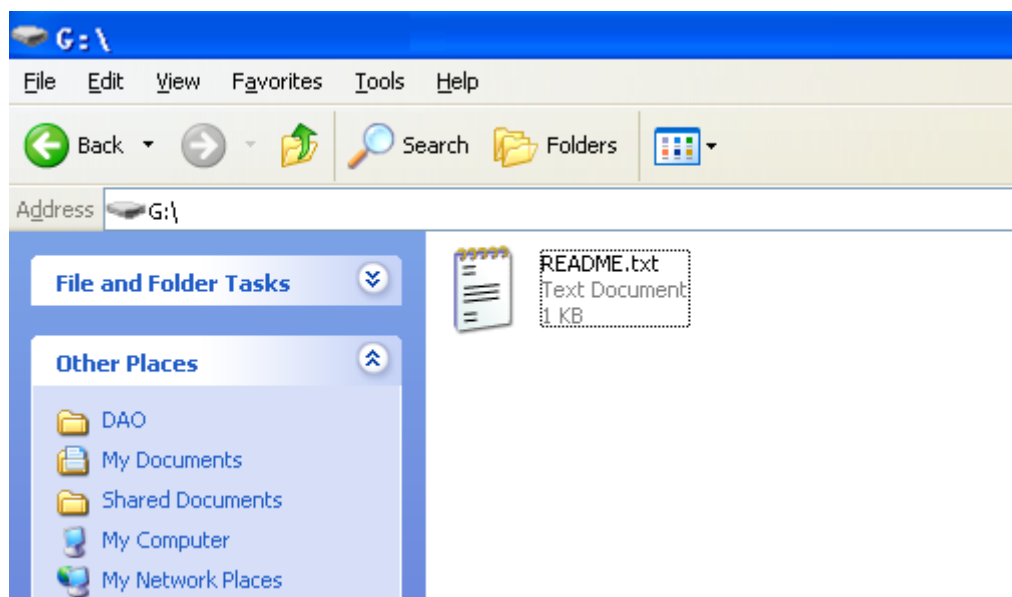 G:\
File Edit View Favorites Tools Help
Back Search Folders
Address G:\
File and Folder Tasks
Other Places
DAO
My Documents
Shared Documents
My Computer
My Network Places
README.txt
Text Document
1 KB